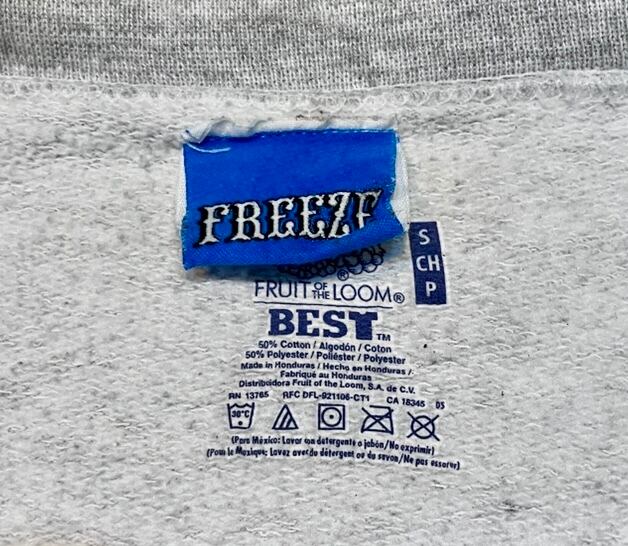 FREEZE
S
CH
P
FRUIT OF THE LOOM®
BEST™
50% Cotton / Algodón / Coton
50% Polyester / Poliéster / Polyester
Made in Honduras / Hecho en Honduras /
Fabriqué au Honduras
Distribuidora Fruit of the Loom, S.A. de C.V.
RN 13765 RFC DFL-921106-CT1 CA 18345 05
30°C
(Para México: Lavar con detergente o jabón/No exprimir)
(Pour le Mexique: Lavez avec du détergent ou du savon/Ne pas essorer)